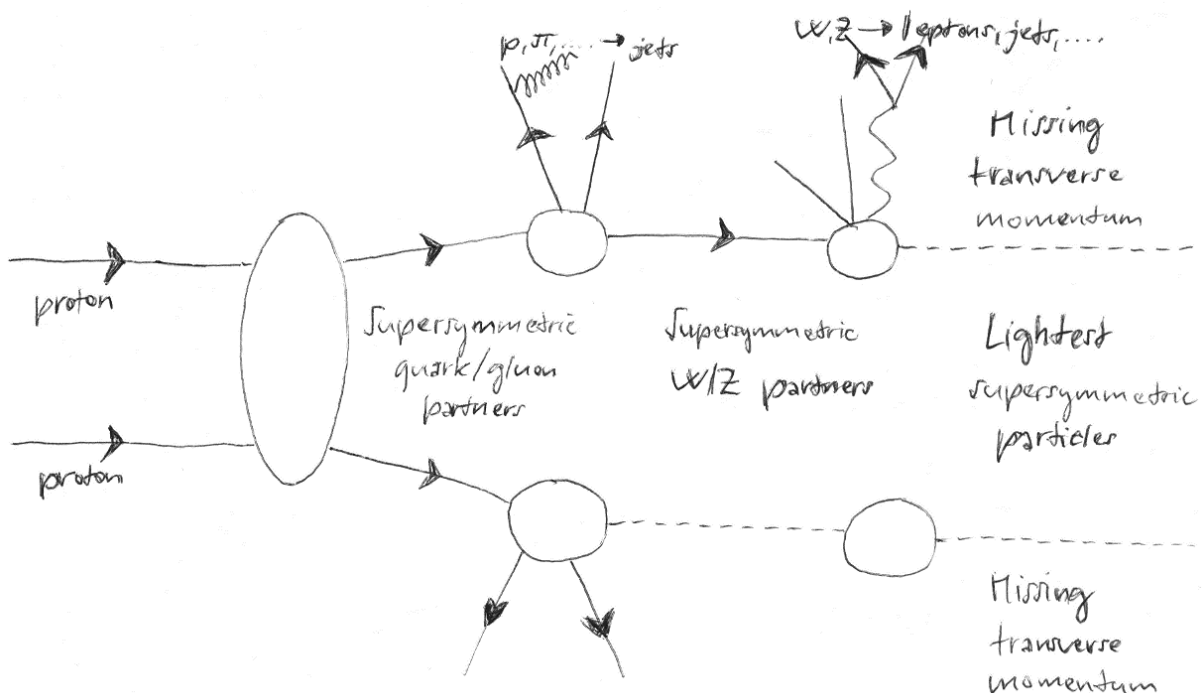 p, π, .... → jets
W, Z → leptons, jets, ....
Missing
transverse
momentum
proton
Supersymmetric
quark/gluon
partners
Supersymmetric
W/Z partners
Lightest
supersymmetric
particles
proton
Missing
transverse
momentum